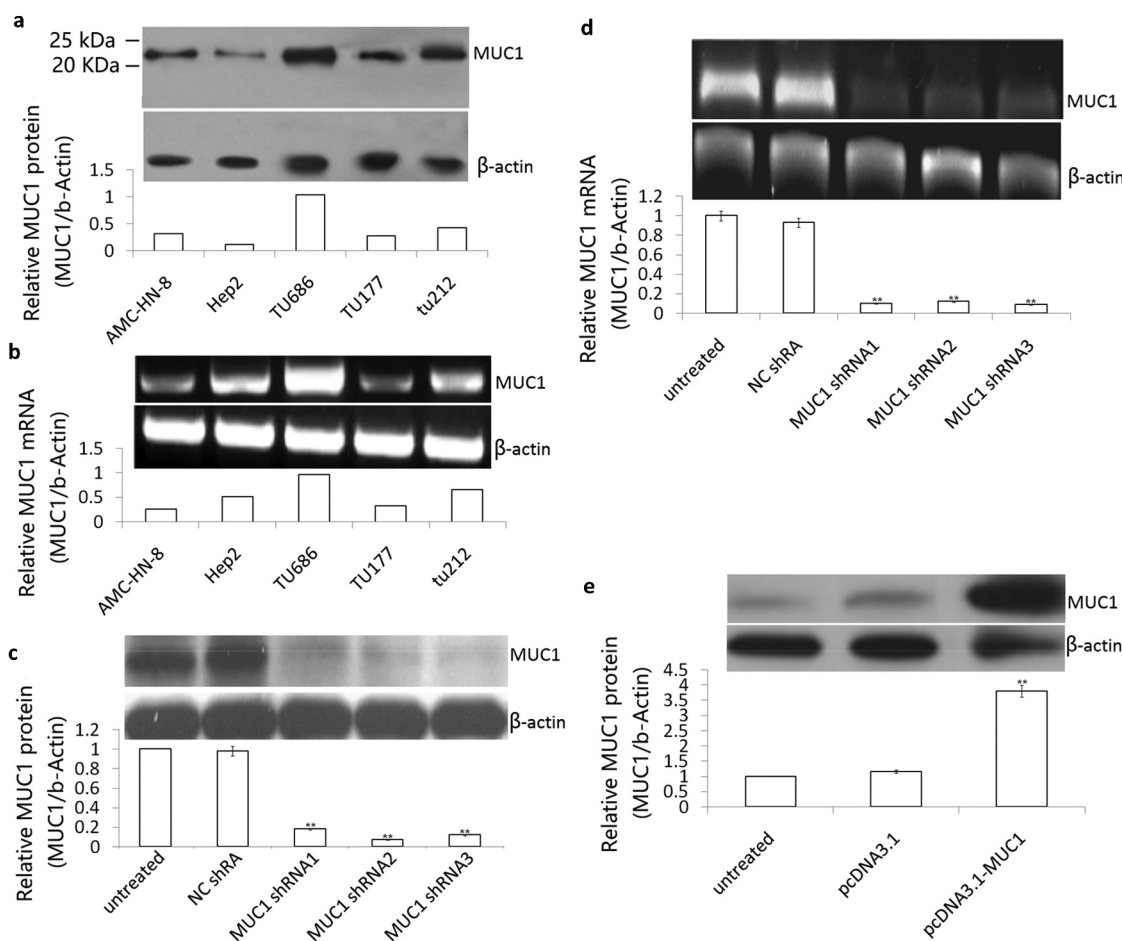 a
25 kDa
20 KDa
MUC1
β-actin
Relative MUC1 protein
(MUC1/b-Actin)
1.5
1
0.5
0
AMC-HN-8
Hep2
TU686
TU177
tu212
b
MUC1
β-actin
Relative MUC1 mRNA
(MUC1/b-Actin)
1.5
1
0.5
0
AMC-HN-8
Hep2
TU686
TU177
tu212
c
MUC1
β-actin
Relative MUC1 protein
(MUC1/b-Actin)
1.2
1
0.8
0.6
0.4
0.2
0
**
**
**
untreated
NC shRA
MUC1 shRNA1
MUC1 shRNA2
MUC1 shRNA3
d
MUC1
β-actin
Relative MUC1 mRNA
(MUC1/b-Actin)
1.2
1
0.8
0.6
0.4
0.2
0
**
**
**
untreated
NC shRA
MUC1 shRNA1
MUC1 shRNA2
MUC1 shRNA3
e
MUC1
β-actin
Relative MUC1 protein
(MUC1/b-Actin)
4.5
4
3.5
3
2.5
2
1.5
1
0.5
0
**
untreated
pcDNA3.1
pcDNA3.1-MUC1